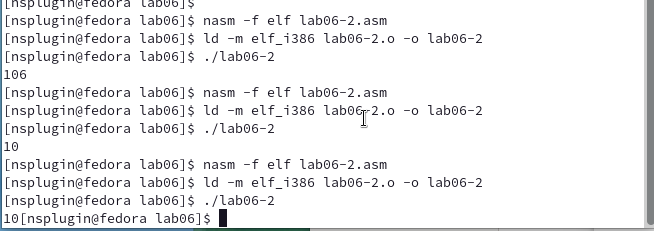 [nsplugin@fedora lab06]$
[nsplugin@fedora lab06]$ nasm -f elf lab06-2.asm
[nsplugin@fedora lab06]$ ld -m elf_i386 lab06-2.o -o lab06-2
[nsplugin@fedora lab06]$ ./lab06-2
106
[nsplugin@fedora lab06]$ nasm -f elf lab06-2.asm
[nsplugin@fedora lab06]$ ld -m elf_i386 lab06-2.o -o lab06-2
[nsplugin@fedora lab06]$ ./lab06-2
10
[nsplugin@fedora lab06]$ nasm -f elf lab06-2.asm
[nsplugin@fedora lab06]$ ld -m elf_i386 lab06-2.o -o lab06-2
[nsplugin@fedora lab06]$ ./lab06-2
10[nsplugin@fedora lab06]$